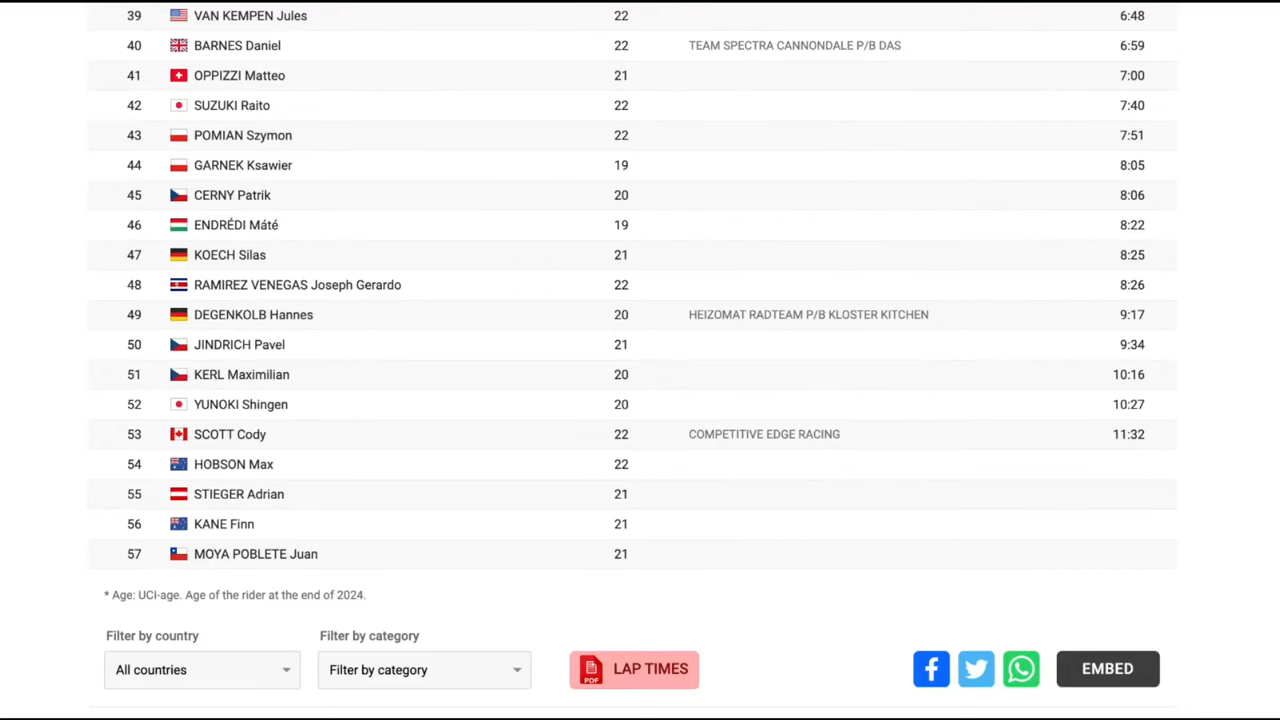 39 VAN KEMPEN Jules 22 6:48
40 BARNES Daniel 22 TEAM SPECTRA CANNONDALE P/B DAS 6:59
41 OPPIZZI Matteo 21 7:00
42 SUZUKI Raito 22 7:40
43 POMIAN Szymon 22 7:51
44 GARNEK Ksawier 19 8:05
45 CERNY Patrik 20 8:06
46 ENDRÉDI Máté 19 8:22
47 KOECH Silas 21 8:25
48 RAMIREZ VENEGAS Joseph Gerardo 22 8:26
49 DEGENKOLB Hannes 20 HEIZOMAT RADTEAM P/B KLOSTER KITCHEN 9:17
50 JINDRICH Pavel 21 9:34
51 KERL Maximilian 20 10:16
52 YUNOKI Shingen 20 10:27
53 SCOTT Cody 22 COMPETITIVE EDGE RACING 11:32
54 HOBSON Max 22
55 STIEGER Adrian 21
56 KANE Finn 21
57 MOYA POBLETE Juan 21
* Age: UCI-age. Age of the rider at the end of 2024.
Filter by country Filter by category
All countries Filter by category PDF LAP TIMES EMBED